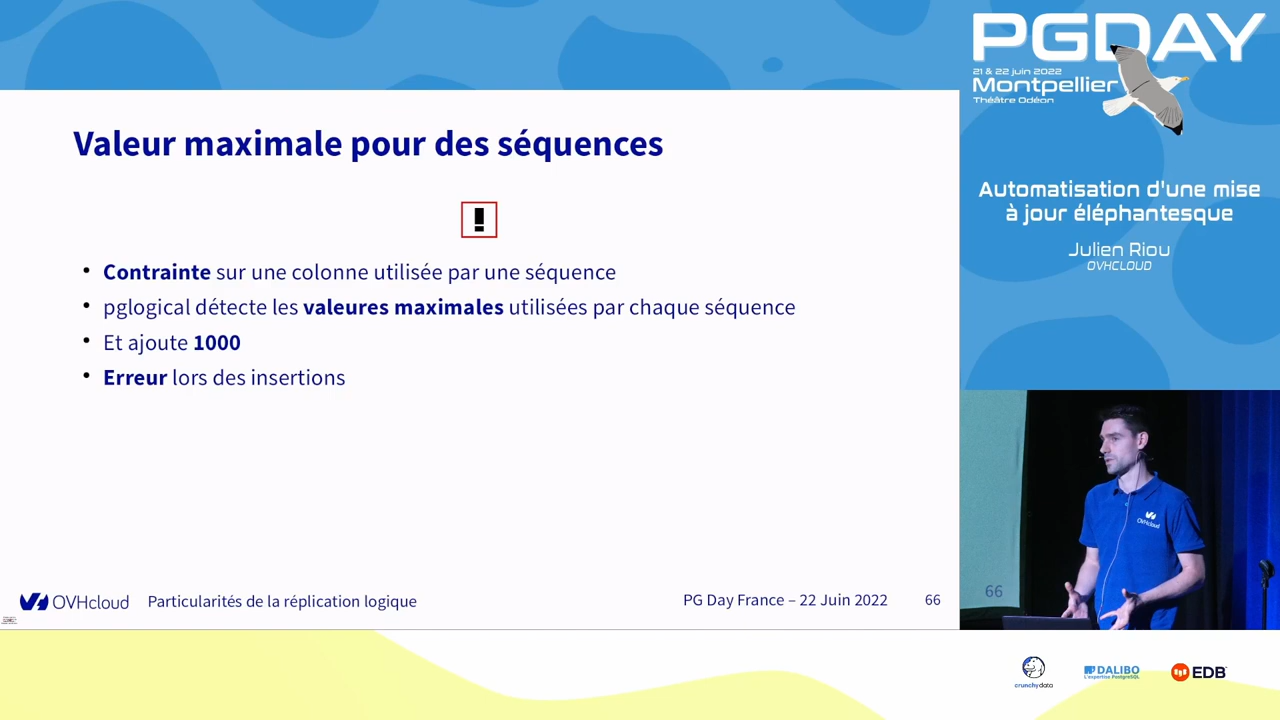 PGDAY
21 & 22 juin 2022
Montpellier
Théâtre Odéon
Valeur maximale pour des séquences
!
Automatisation d'une mise
à jour éléphantesque
Julien Riou
OVHCLOUD
• Contrainte sur une colonne utilisée par une séquence
• pglogical détecte les valeures maximales utilisées par chaque séquence
• Et ajoute 1000
• Erreur lors des insertions
OVHcloud
66
OVHcloud Particularités de la réplication logique PG Day France – 22 Juin 2022 66
crunchydata
DALIBO
L'expertise PostgreSQL
EDB